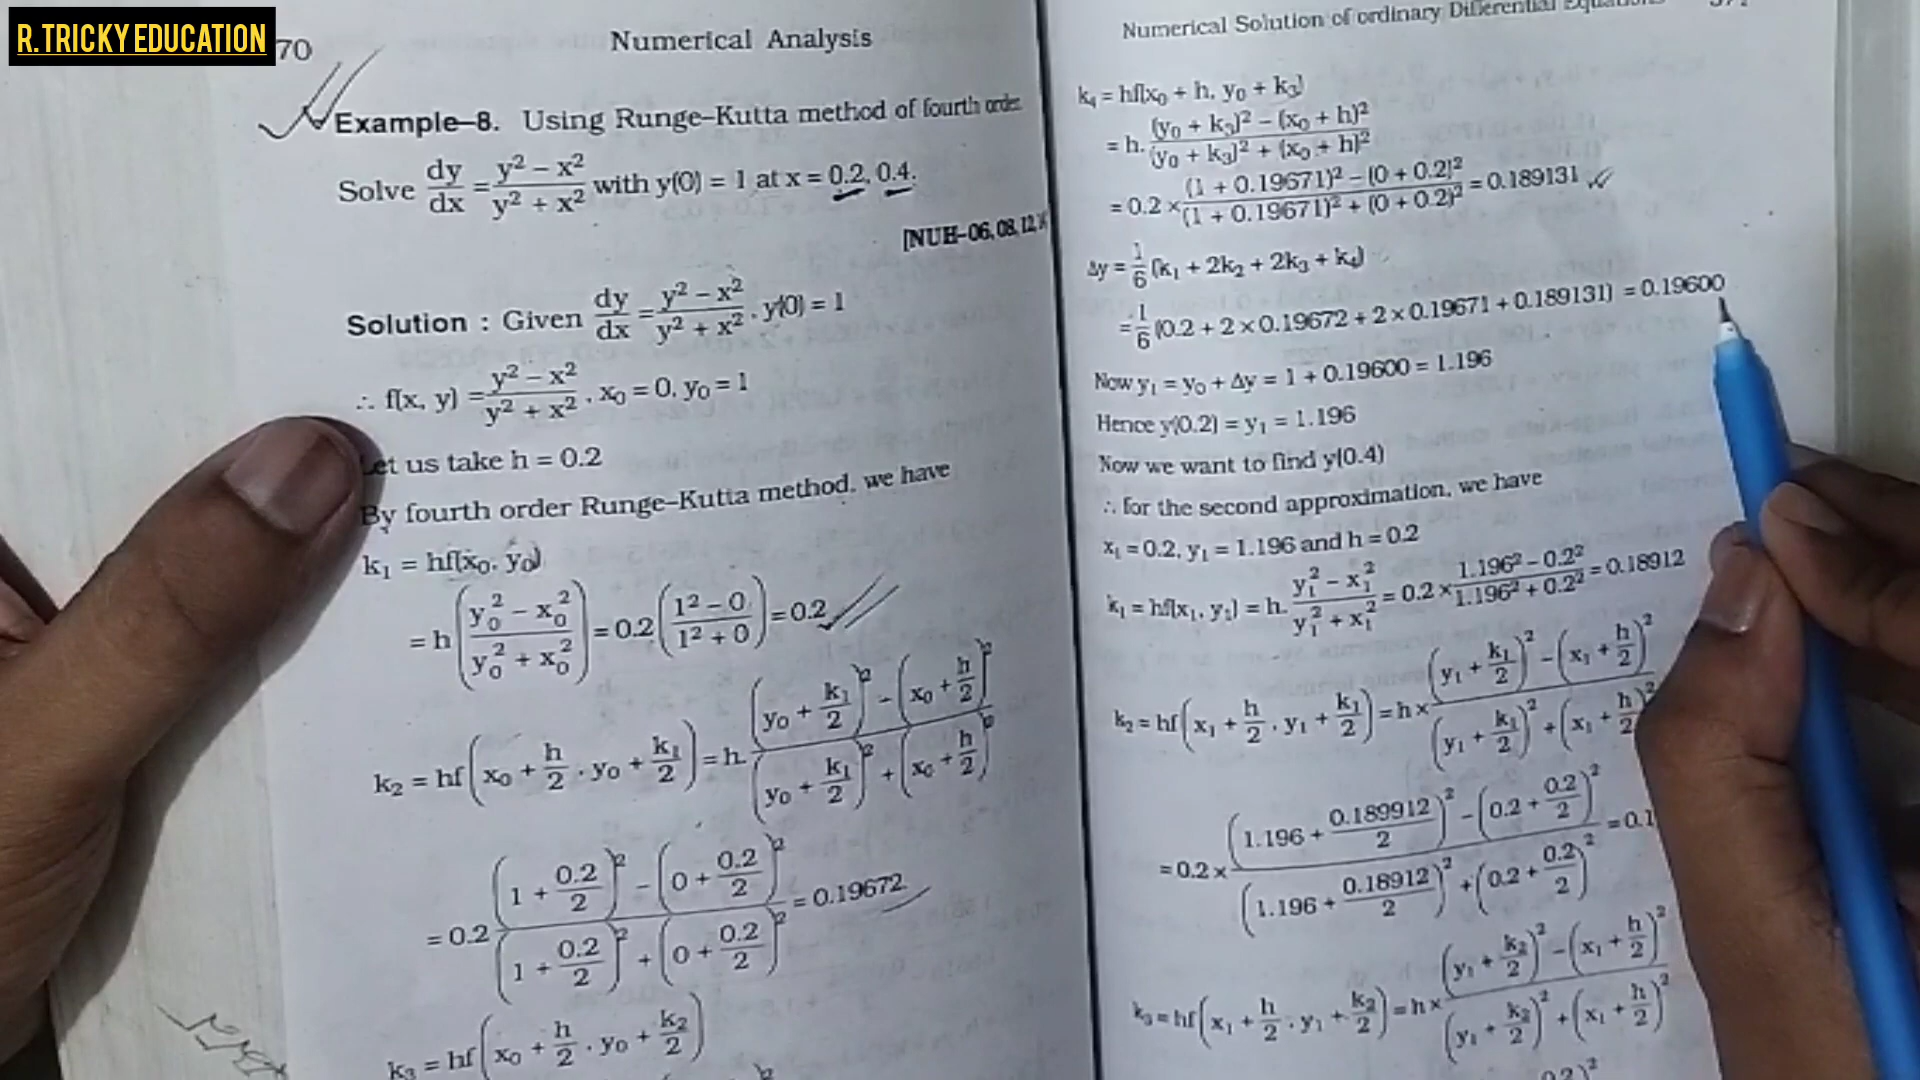 R.TRICKY EDUCATION
70
Numerical Analysis
Example–8. Using Runge–Kutta method of fourth order
Solve dy/dx = (y² − x²)/(y² + x²) with y(0) = 1 at x = 0.2, 0.4.
[NUH–06, 08, 12,
Solution : Given dy/dx = (y² − x²)/(y² + x²), y(0) = 1
∴ f(x, y) = (y² − x²)/(y² + x²), x₀ = 0, y₀ = 1
Let us take h = 0.2
By fourth order Runge–Kutta method, we have
k₁ = hf(x₀, y₀)
= h((y₀² − x₀²)/(y₀² + x₀²)) = 0.2((1² − 0)/(1² + 0)) = 0.2
k₂ = hf(x₀ + h/2, y₀ + k₁/2) = h. ((y₀ + k₁/2)² − (x₀ + h/2)²)/((y₀ + k₁/2)² + (x₀ + h/2)²)
= 0.2 ((1 + 0.2/2)² − (0 + 0.2/2)²)/((1 + 0.2/2)² + (0 + 0.2/2)²) = 0.19672
k₃ = hf(x₀ + h/2, y₀ + k₂/2)
Numerical Solution of ordinary Differential
k₄ = hf(x₀ + h, y₀ + k₃)
= h. ((y₀ + k₃)² − (x₀ + h)²)/((y₀ + k₃)² + (x₀ + h)²)
= 0.2 × ((1 + 0.19671)² − (0 + 0.2)²)/((1 + 0.19671)² + (0 + 0.2)²) = 0.189131
Δy = 1/6 (k₁ + 2k₂ + 2k₃ + k₄)
= 1/6 (0.2 + 2 × 0.19672 + 2 × 0.19671 + 0.189131) = 0.19600
Now y₁ = y₀ + Δy = 1 + 0.19600 = 1.196
Hence y(0.2) = y₁ = 1.196
Now we want to find y(0.4)
∴ for the second approximation, we have
x₁ = 0.2, y₁ = 1.196 and h = 0.2
k₁ = hf(x₁, y₁) = h. (y₁² − x₁²)/(y₁² + x₁²) = 0.2 × (1.196² − 0.2²)/(1.196² + 0.2²) = 0.18912
k₂ = hf(x₁ + h/2, y₁ + k₁/2) = h × ((y₁ + k₁/2)² − (x₁ + h/2)²)/((y₁ + k₁/2)² + (x₁ + h/2)²)
= 0.2 × ((1.196 + 0.189912/2)² − (0.2 + 0.2/2)²)/((1.196 + 0.18912/2)² + (0.2 + 0.2/2)²) = 0.1
k₃ = hf(x₁ + h/2, y₁ + k₂/2) = h × ((y₁ + k₂/2)² − (x₁ + h/2)²)/((y₁ + k₂/2)² + (x₁ + h/2)²)